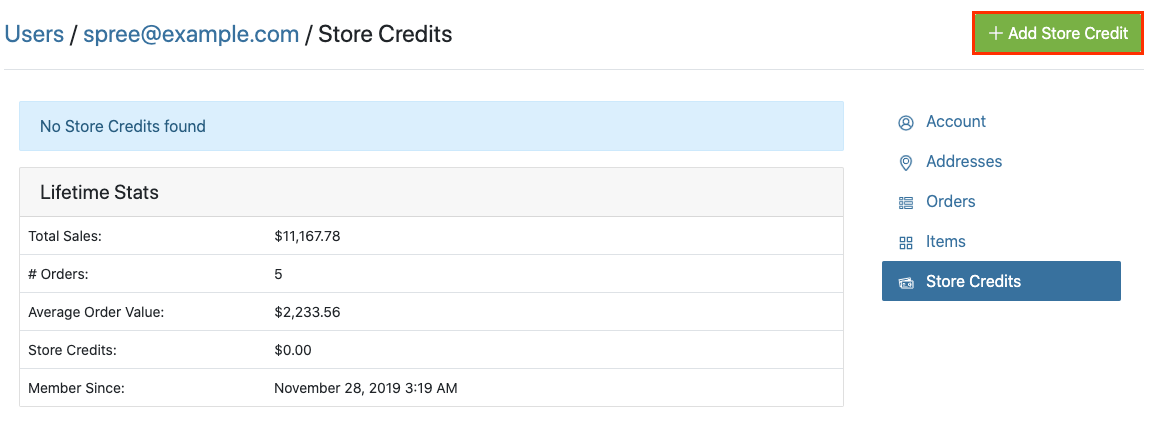 Users / spree@example.com / Store Credits
Add Store Credit
No Store Credits found
Lifetime Stats
Total Sales: $11,167.78
# Orders: 5
Average Order Value: $2,233.56
Store Credits: $0.00
Member Since: November 28, 2019 3:19 AM
Account
Addresses
Orders
Items
Store Credits